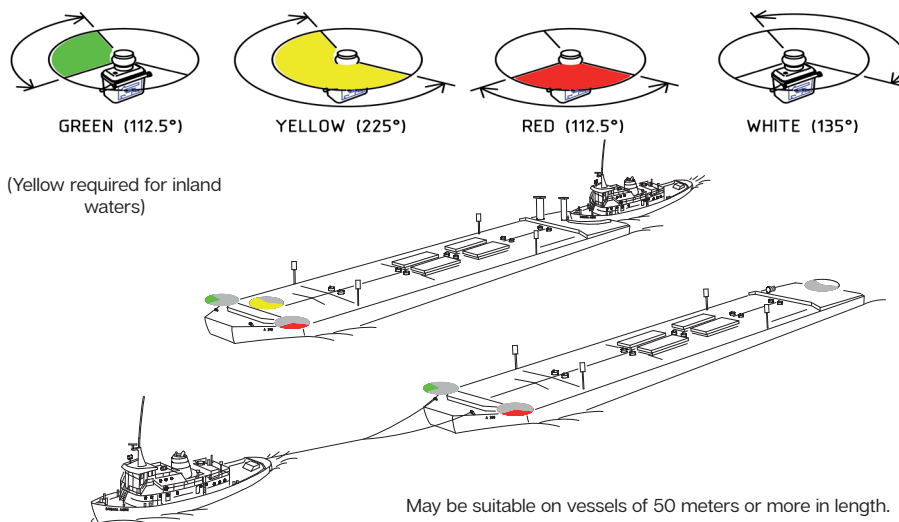 GREEN (112.5°)
YELLOW (225°)
RED (112.5°)
WHITE (135°)
(Yellow required for inland
waters)
May be suitable on vessels of 50 meters or more in length.